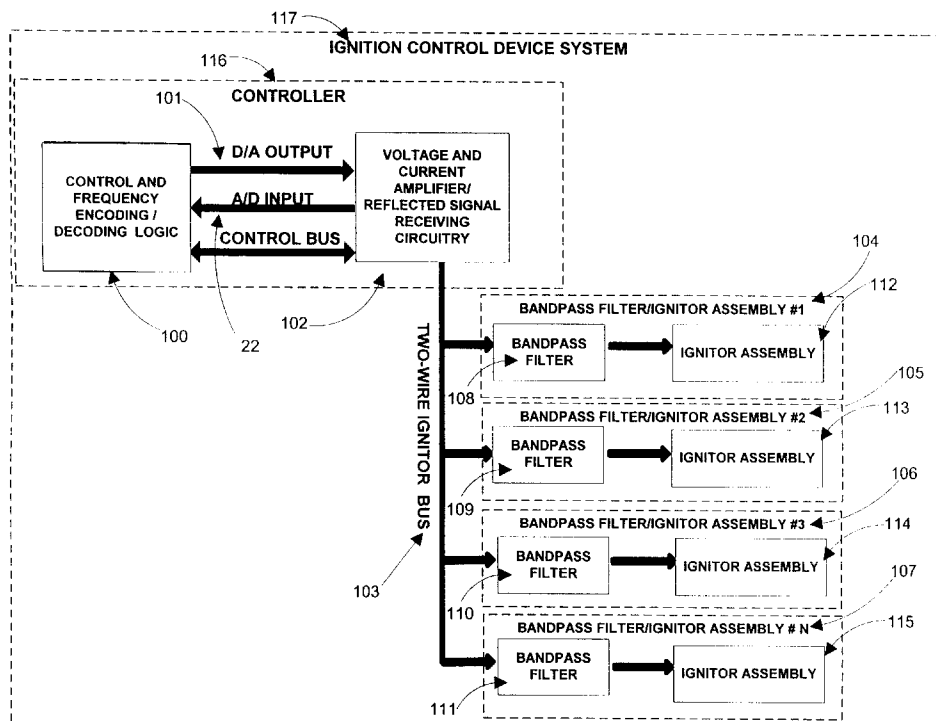 117
IGNITION CONTROL DEVICE SYSTEM
116
CONTROLLER
101
D/A OUTPUT
A/D INPUT
CONTROL BUS
CONTROL AND
FREQUENCY
ENCODING /
DECODING LOGIC
VOLTAGE AND
CURRENT
AMPLIFIER/
REFLECTED SIGNAL
RECEIVING
CIRCUITRY
100
22
102
TWO-WIRE IGNITOR
BUS
103
104
BANDPASS FILTER/IGNITOR ASSEMBLY #1
112
BANDPASS
FILTER
IGNITOR ASSEMBLY
108
105
BANDPASS FILTER/IGNITOR ASSEMBLY #2
113
BANDPASS
FILTER
IGNITOR ASSEMBLY
109
106
BANDPASS FILTER/IGNITOR ASSEMBLY #3
114
BANDPASS
FILTER
IGNITOR ASSEMBLY
110
107
BANDPASS FILTER/IGNITOR ASSEMBLY # N
115
BANDPASS
FILTER
IGNITOR ASSEMBLY
111